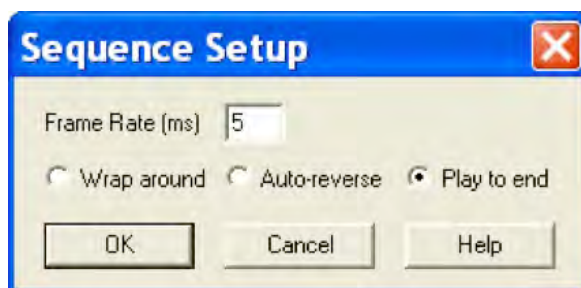 Sequence Setup
Frame Rate (ms) 5
Wrap around Auto-reverse Play to end
OK Cancel Help